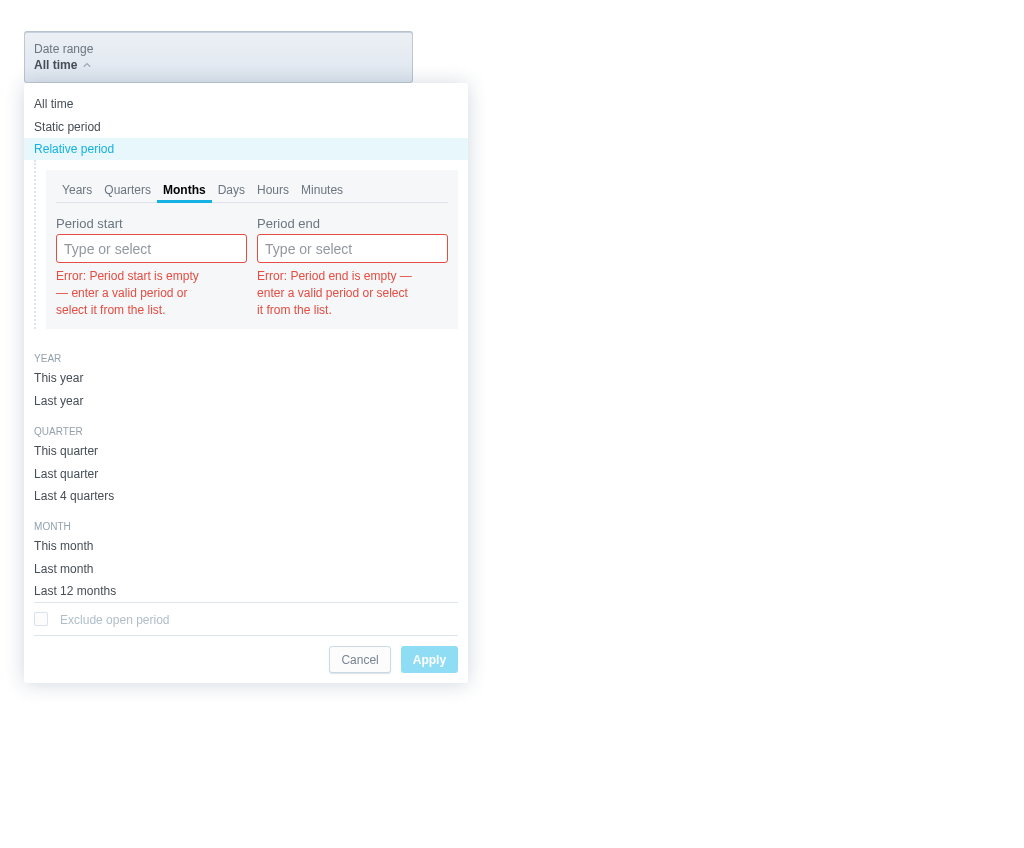 Date range
All time
All time
Static period
Relative period
Years Quarters Months Days Hours Minutes
Period start Period end
Type or select Type or select
Error: Period start is empty
— enter a valid period or
select it from the list.
Error: Period end is empty —
enter a valid period or select
it from the list.
YEAR
This year
Last year
QUARTER
This quarter
Last quarter
Last 4 quarters
MONTH
This month
Last month
Last 12 months
Exclude open period
Cancel Apply